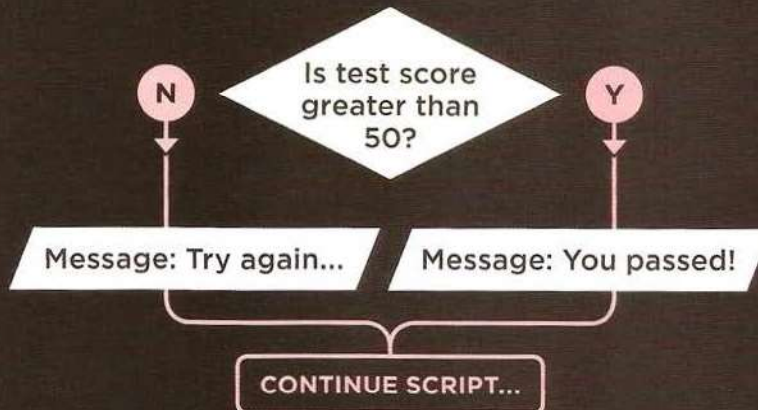 Is test score
greater than
50?
N
Y
Message: Try again...
Message: You passed!
CONTINUE SCRIPT...